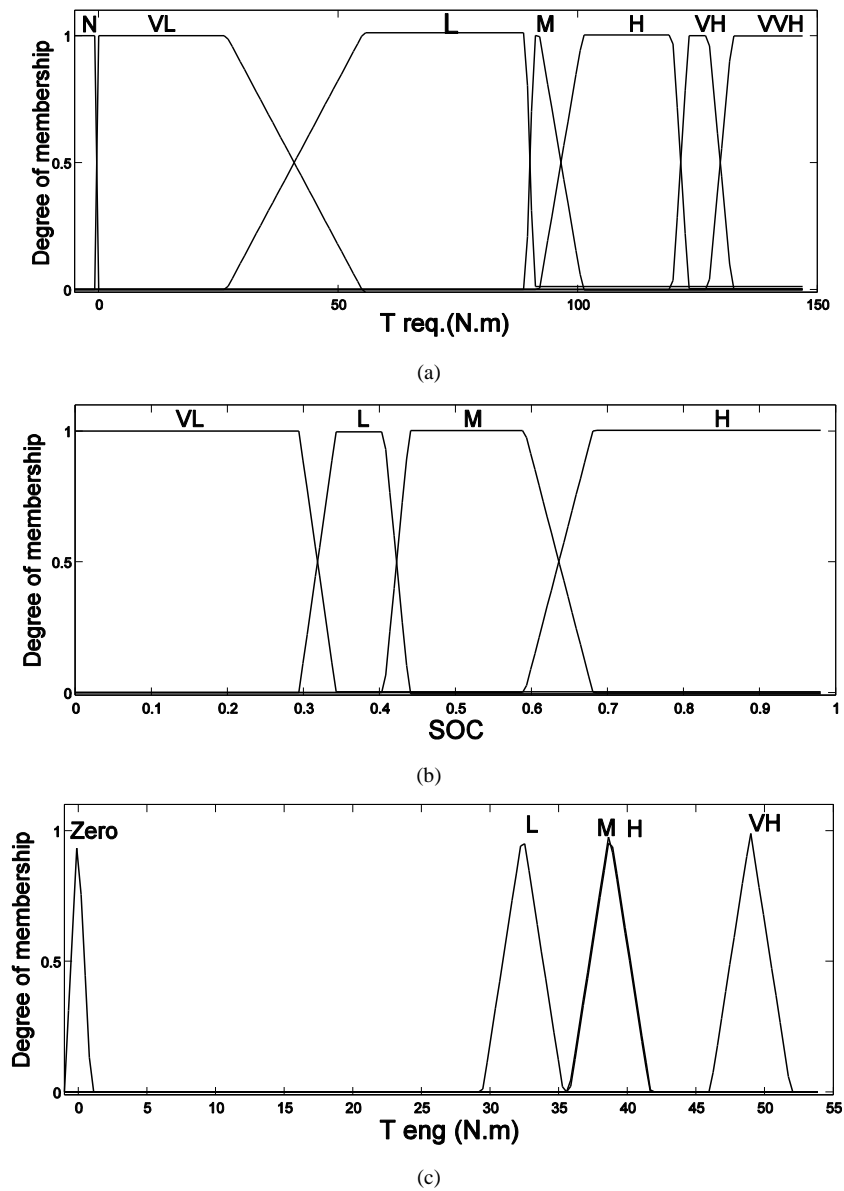 N VL L M H VH VVH
1
0.5
0
Degree of membership
0 50 100 150
T req.(N.m)
(a)
VL L M H
1
0.5
0
Degree of membership
0 0.1 0.2 0.3 0.4 0.5 0.6 0.7 0.8 0.9 1
SOC
(b)
Zero L M H VH
1
0.5
0
Degree of membership
0 5 10 15 20 25 30 35 40 45 50 55
T eng (N.m)
(c)